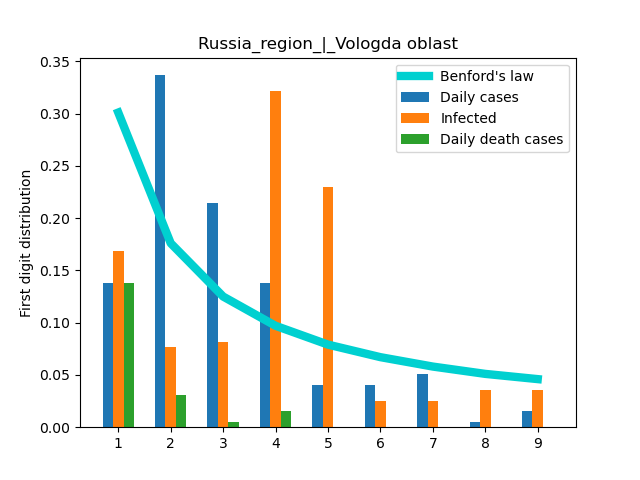 Russia_region_|_Vologda oblast
First digit distribution
0.35
0.30
0.25
0.20
0.15
0.10
0.05
0.00
1 2 3 4 5 6 7 8 9
Benford's law
Daily cases
Infected
Daily death cases